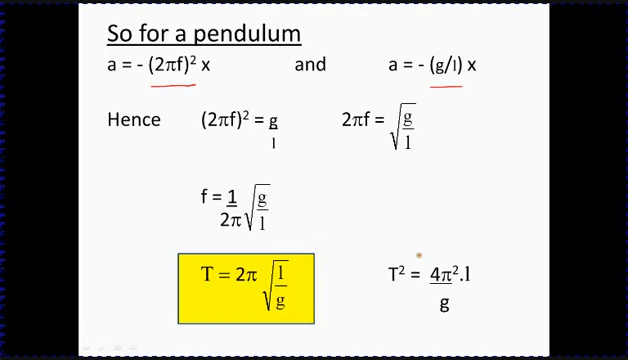 So for a pendulum
a = - (2πf)² x and a = - (g/l) x
Hence (2πf)² = g/l 2πf = √(g/l)
f = 1/2π √(g/l)
T = 2π √(l/g) T² = 4π².l/g